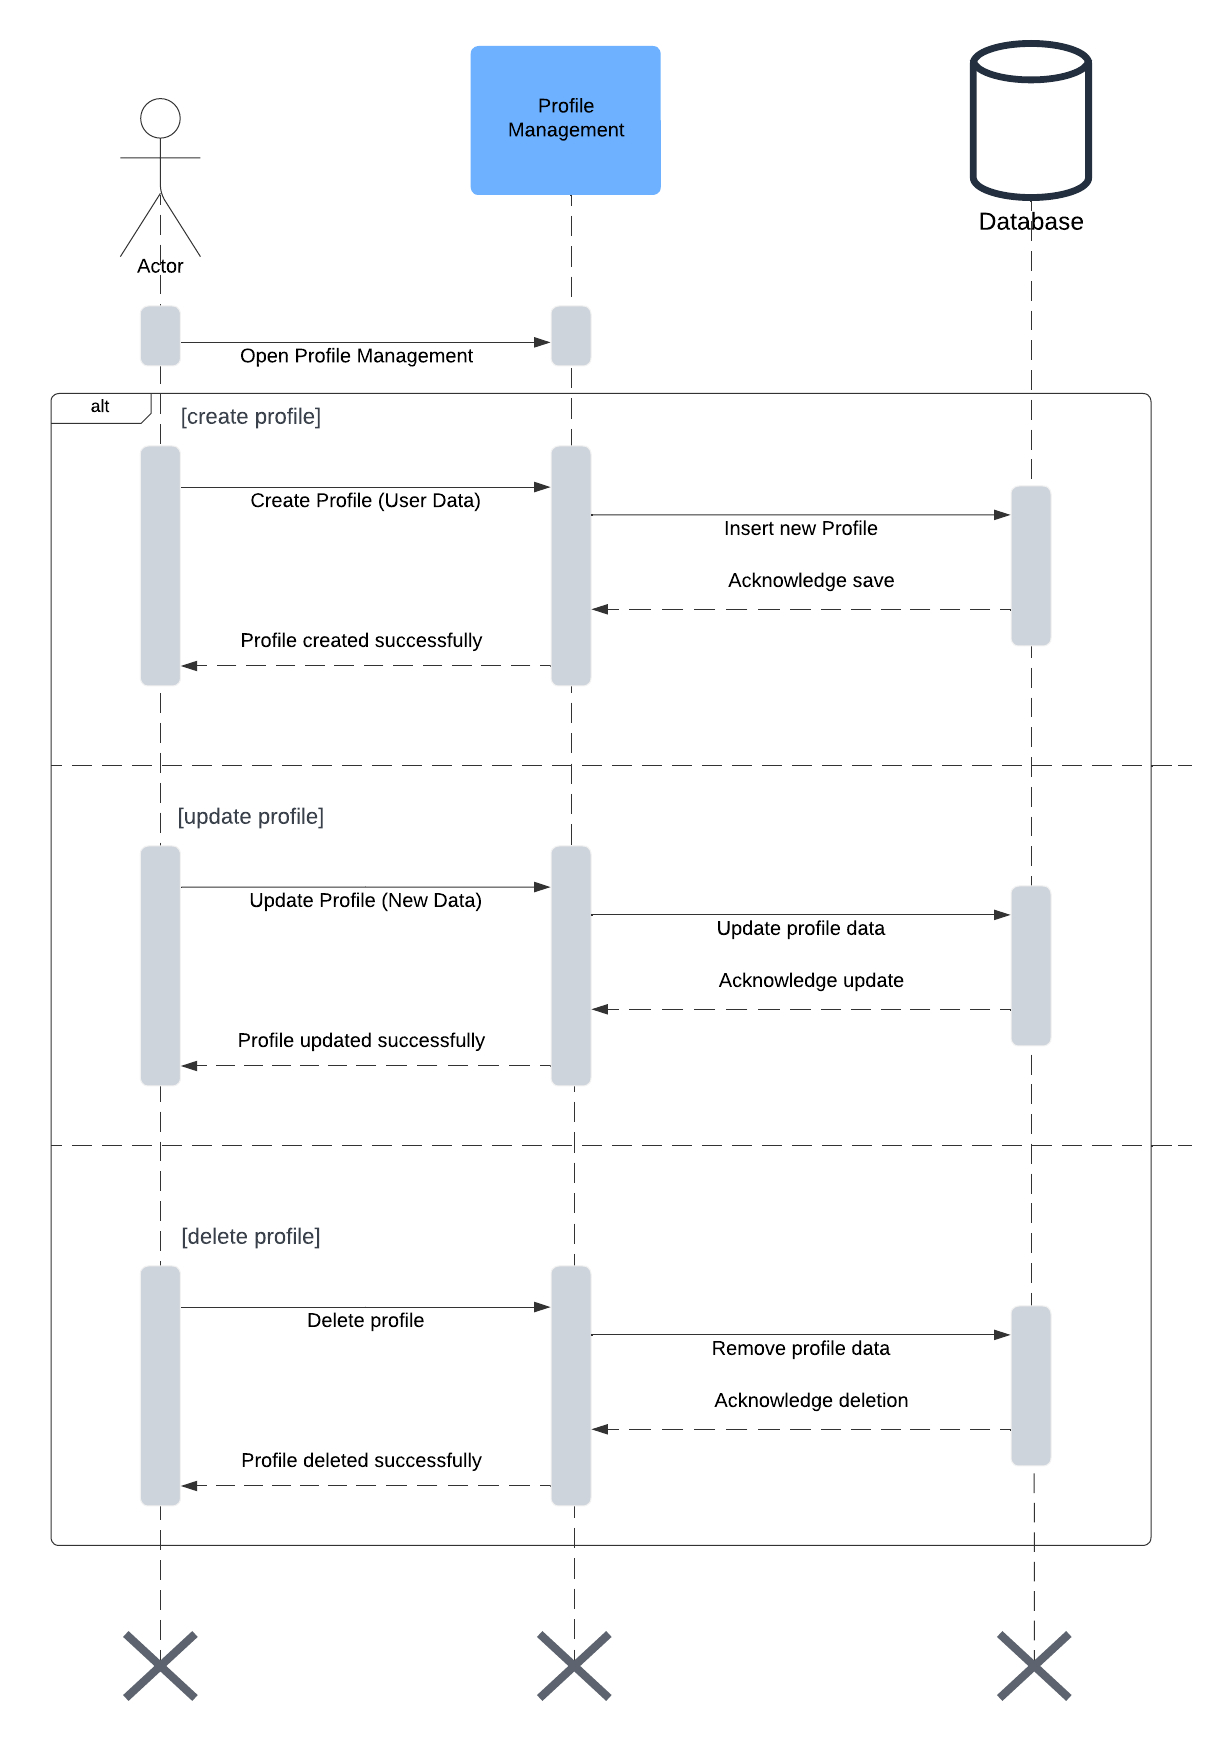 Profile
Management
Database
Actor
Open Profile Management
alt
[create profile]
Create Profile (User Data)
Insert new Profile
Acknowledge save
Profile created successfully
[update profile]
Update Profile (New Data)
Update profile data
Acknowledge update
Profile updated successfully
[delete profile]
Delete profile
Remove profile data
Acknowledge deletion
Profile deleted successfully